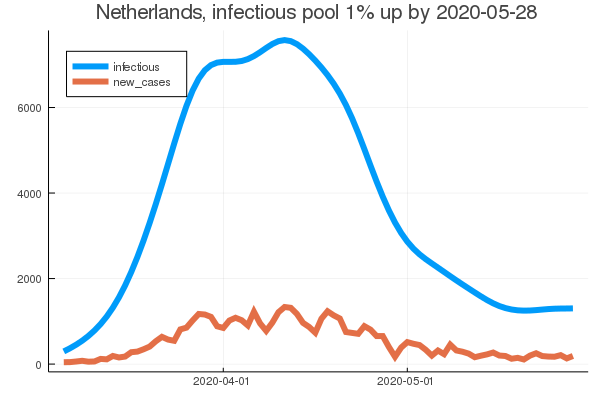 Netherlands, infectious pool 1% up by 2020-05-28
infectious
new_cases
6000
4000
2000
0
2020-04-01
2020-05-01